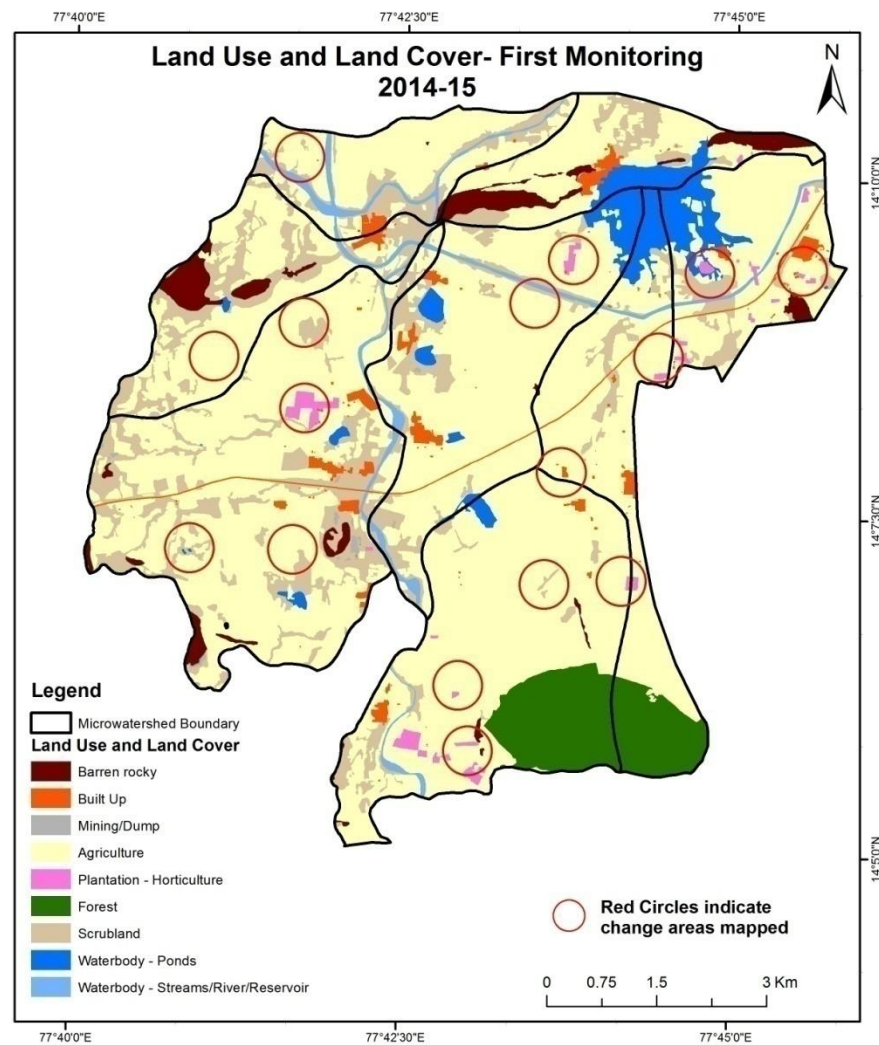 77°40'0"E 77°42'30"E 77°45'0"E
Land Use and Land Cover- First Monitoring
2014-15
N
14°10'0"N
14°7'30"N
14°5'0"N
Legend
Microwatershed Boundary
Land Use and Land Cover
Barren rocky
Built Up
Mining/Dump
Agriculture
Plantation - Horticulture
Forest
Scrubland
Waterbody - Ponds
Waterbody - Streams/River/Reservoir
Red Circles indicate
change areas mapped
0 0.75 1.5 3 Km
77°40'0"E 77°42'30"E 77°45'0"E